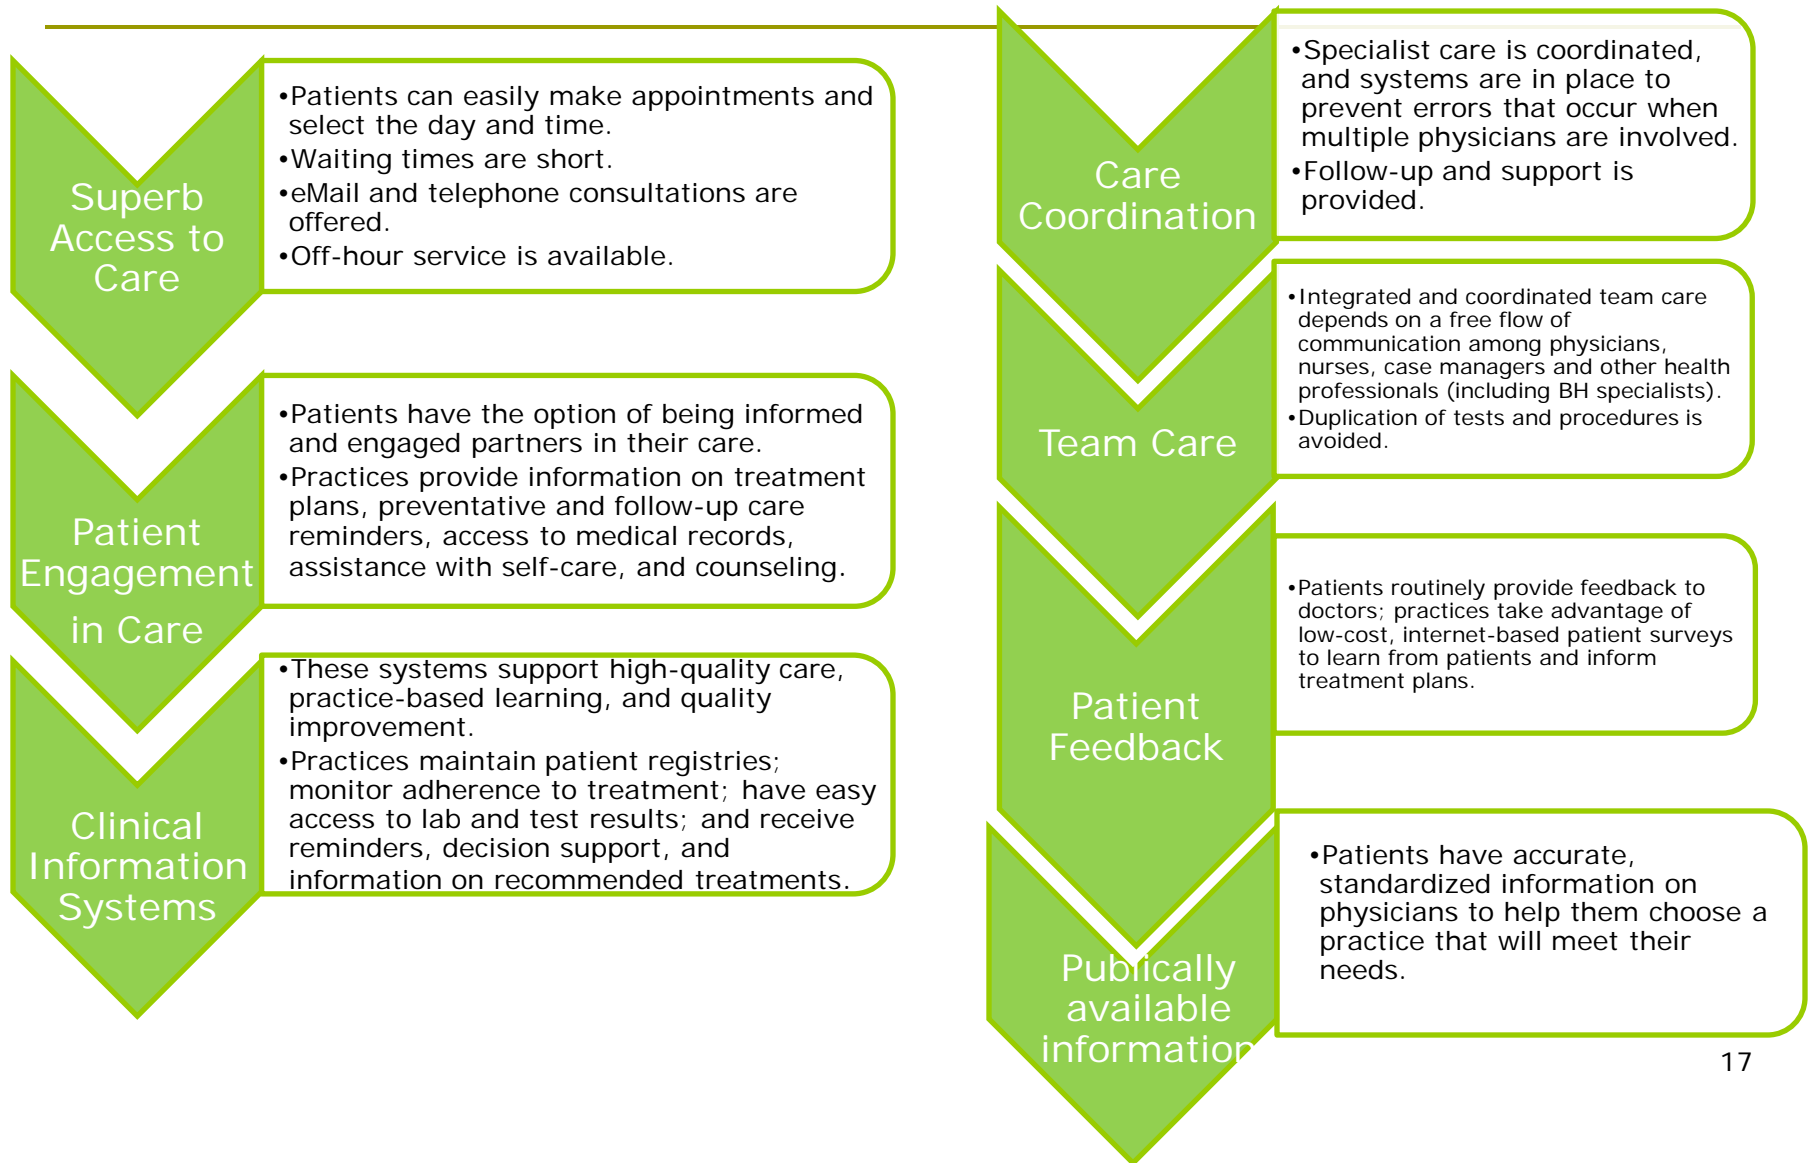 Superb
Access to
Care
•Patients can easily make appointments and
select the day and time.
•Waiting times are short.
•eMail and telephone consultations are
offered.
•Off-hour service is available.
Patient
Engagement
in Care
•Patients have the option of being informed
and engaged partners in their care.
•Practices provide information on treatment
plans, preventative and follow-up care
reminders, access to medical records,
assistance with self-care, and counseling.
Clinical
Information
Systems
•These systems support high-quality care,
practice-based learning, and quality
improvement.
•Practices maintain patient registries;
monitor adherence to treatment; have easy
access to lab and test results; and receive
reminders, decision support, and
information on recommended treatments.
Care
Coordination
•Specialist care is coordinated,
and systems are in place to
prevent errors that occur when
multiple physicians are involved.
•Follow-up and support is
provided.
Team Care
•Integrated and coordinated team care
depends on a free flow of
communication among physicians,
nurses, case managers and other health
professionals (including BH specialists).
•Duplication of tests and procedures is
avoided.
Patient
Feedback
•Patients routinely provide feedback to
doctors; practices take advantage of
low-cost, internet-based patient surveys
to learn from patients and inform
treatment plans.
Publically
available
information
•Patients have accurate,
standardized information on
physicians to help them choose a
practice that will meet their
needs.
17